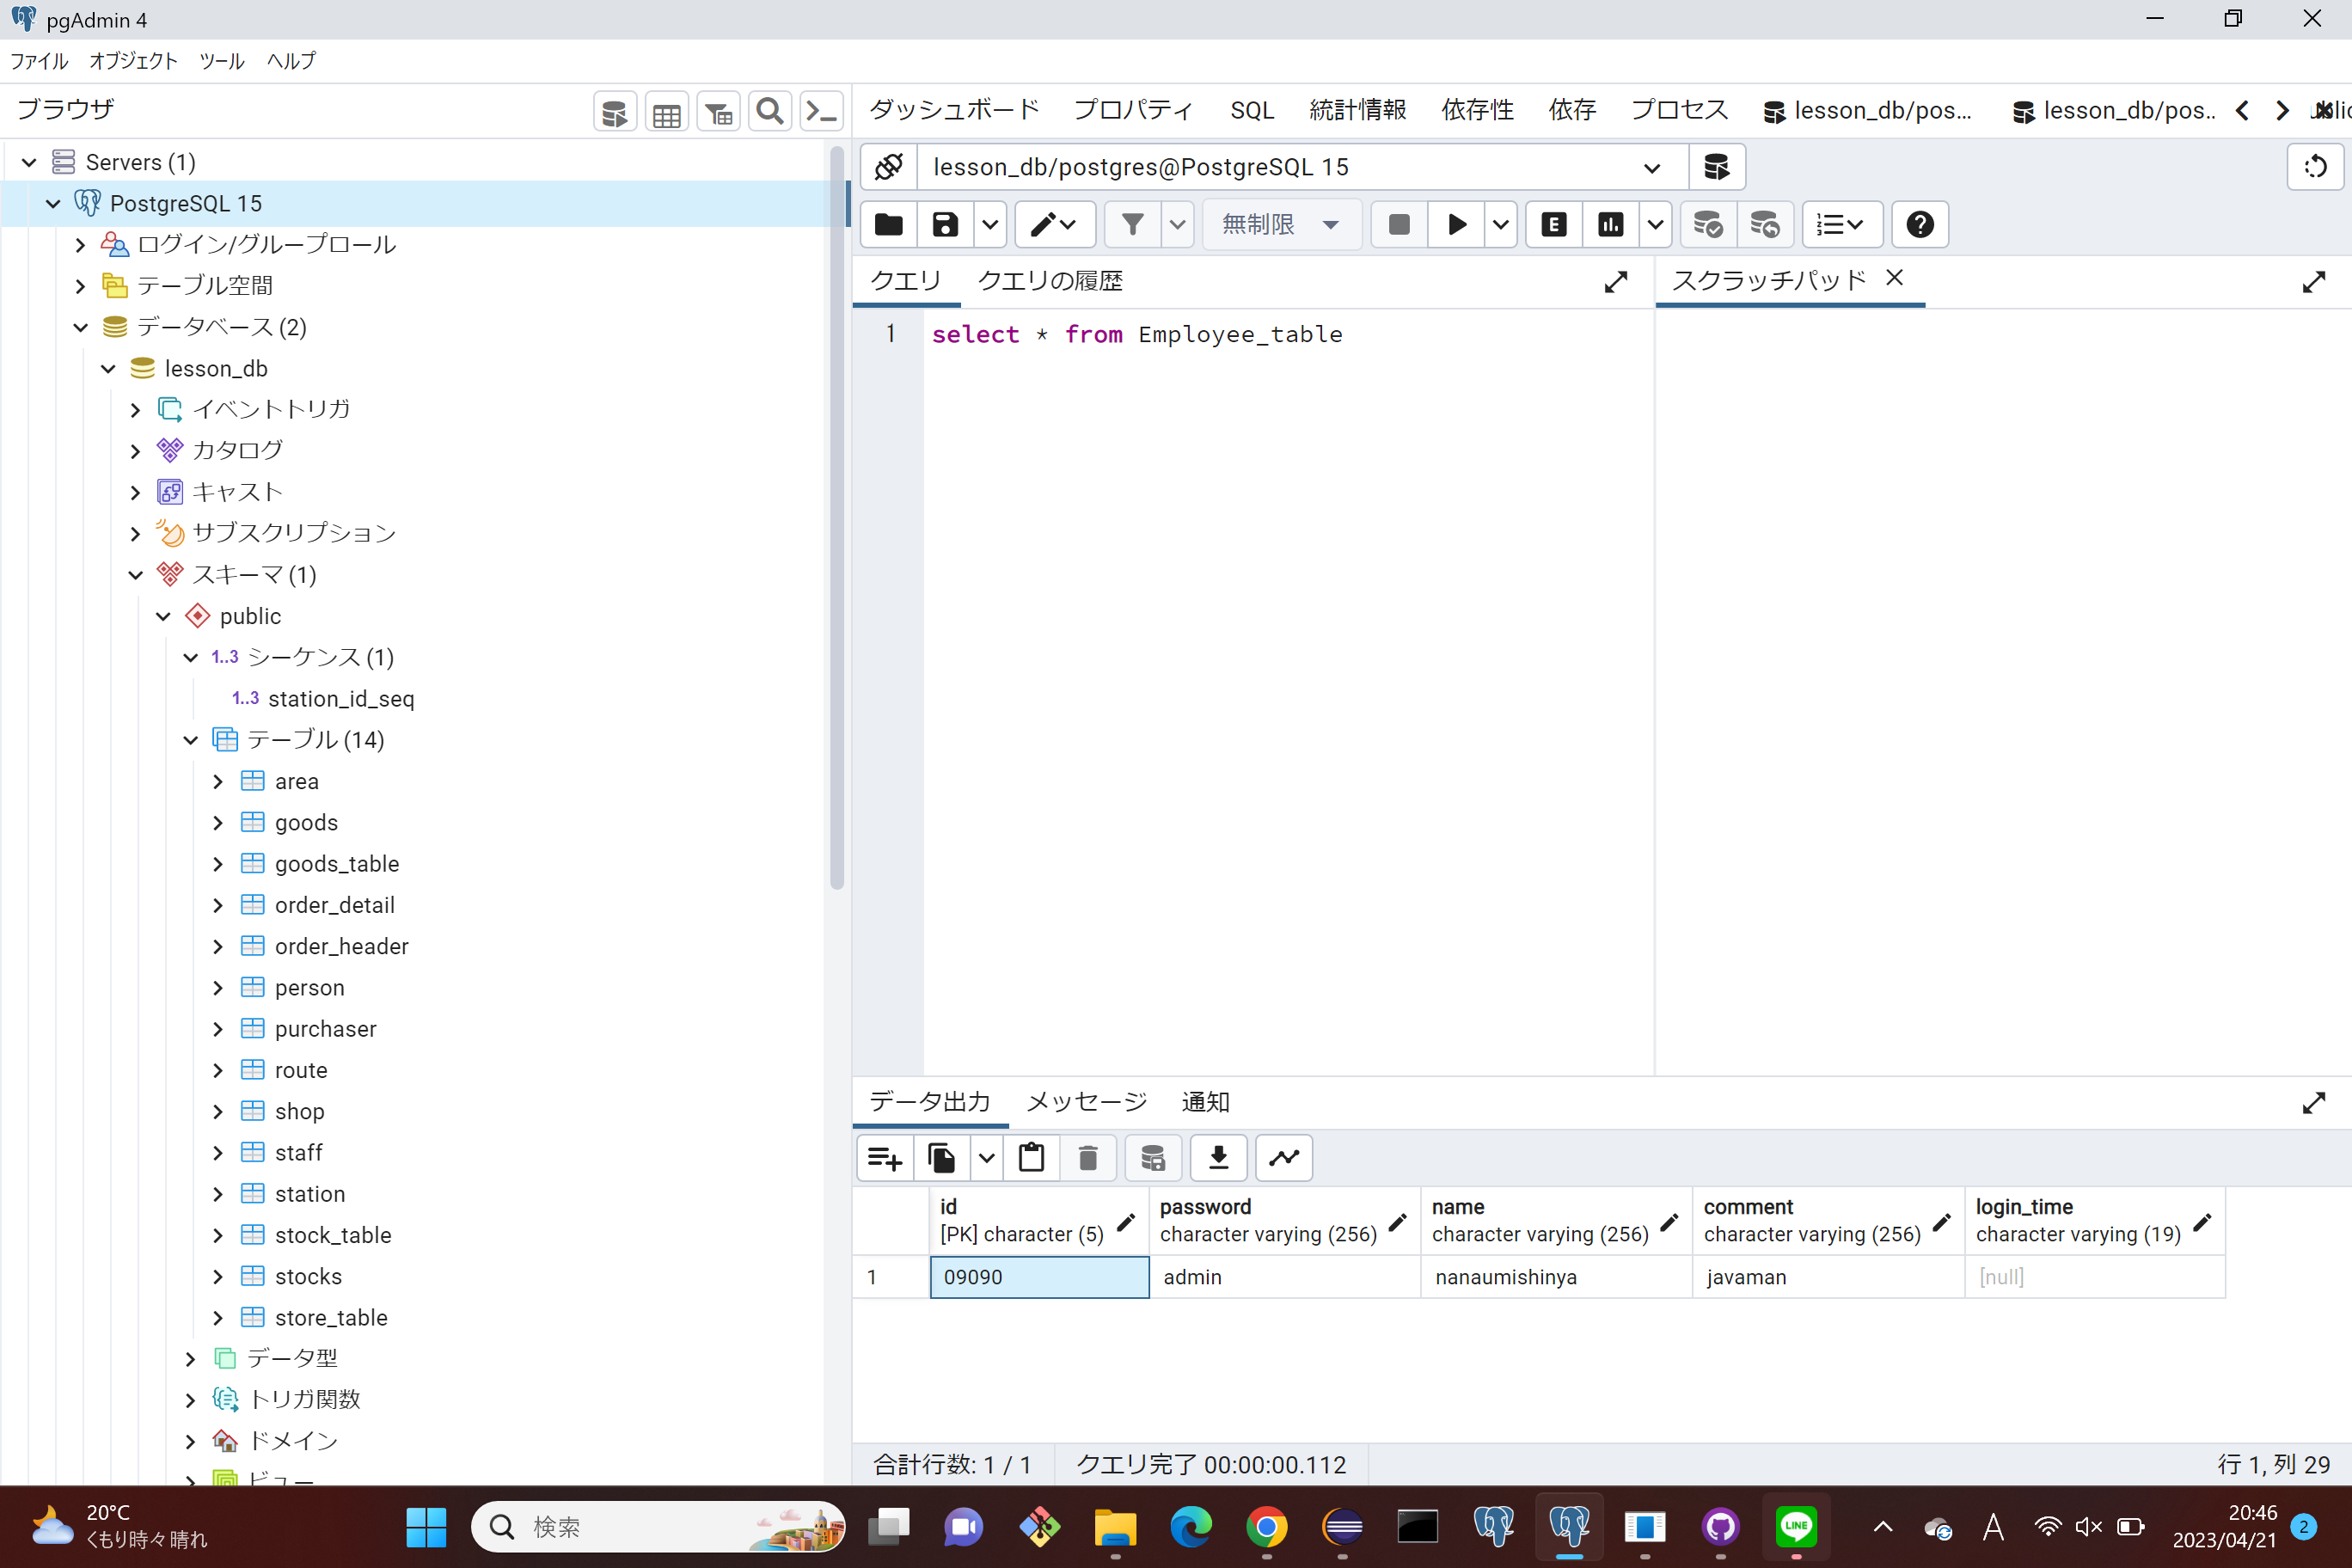 pgAdmin 4
ファイル オブジェクト ツール ヘルプ
ブラウザ
Servers (1)
PostgreSQL 15
ログイン/グループロール
テーブル空間
データベース (2)
lesson_db
イベントトリガ
カタログ
キャスト
サブスクリプション
スキーマ (1)
public
1..3 シーケンス (1)
1..3 station_id_seq
テーブル (14)
area
goods
goods_table
order_detail
order_header
person
purchaser
route
shop
staff
station
stock_table
stocks
store_table
データ型
トリガ関数
ドメイン
ビュー
ダッシュボード プロパティ SQL 統計情報 依存性 依存 プロセス lesson_db/pos... lesson_db/pos..
lesson_db/postgres@PostgreSQL 15
無制限
E
クエリ クエリの履歴
スクラッチパッド
1 select * from Employee_table
データ出力 メッセージ 通知
id password name comment login_time
[PK] character (5) character varying (256) character varying (256) character varying (256) character varying (19)
1 09090 admin nanaumishinya javaman [null]
合計行数: 1 / 1 クエリ完了 00:00:00.112 行 1, 列 29
20°C
くもり時々晴れ
検索
LINE
A
20:46
2023/04/21
2